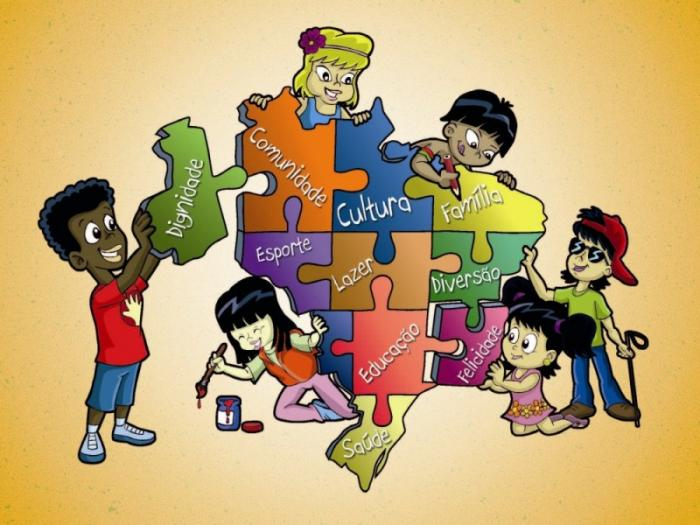 Dignidade
Comunidade
Cultura
Família
Esporte
Lazer
Diversão
Educação
Felicidade
Saúde